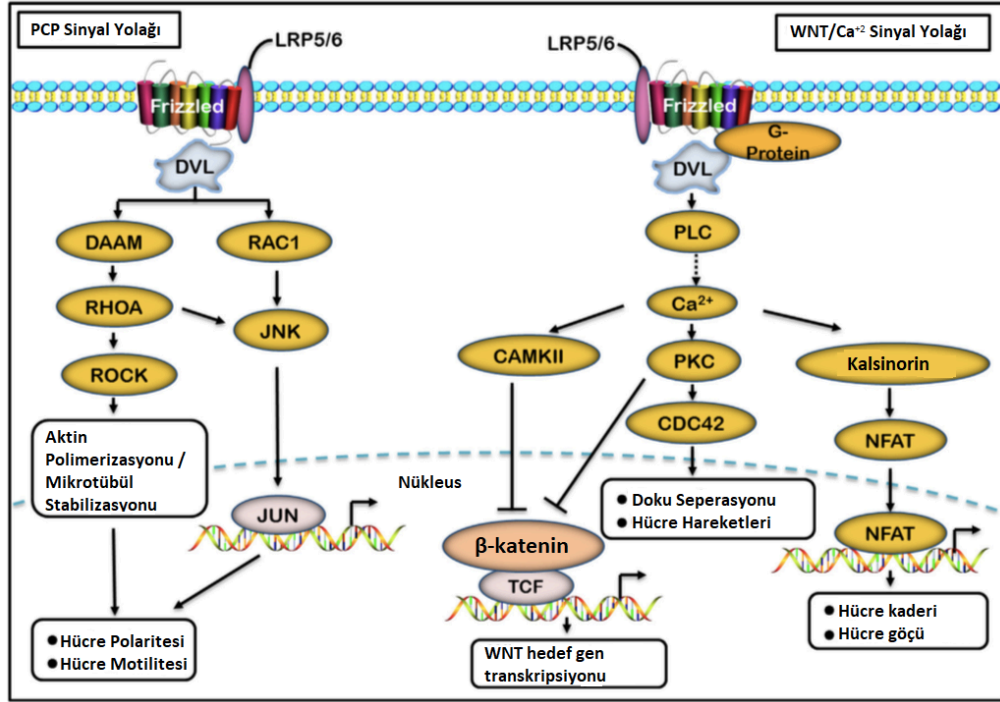 PCP Sinyal Yolağı
LRP5/6
Frizzled
DVL
DAAM
RAC1
RHOA
JNK
ROCK
Aktin
Polimerizasyonu /
Mikrotübül
Stabilizasyonu
JUN
Hücre Polaritesi
Hücre Motilitesi
WNT/Ca+2 Sinyal Yolağı
LRP5/6
Frizzled
G-
Protein
DVL
PLC
Ca2+
CAMKII
PKC
Kalsinorin
CDC42
NFAT
Nükleus
Doku Seperasyonu
Hücre Hareketleri
β-katenin
TCF
NFAT
WNT hedef gen
transkripsiyonu
Hücre kaderi
Hücre göçü